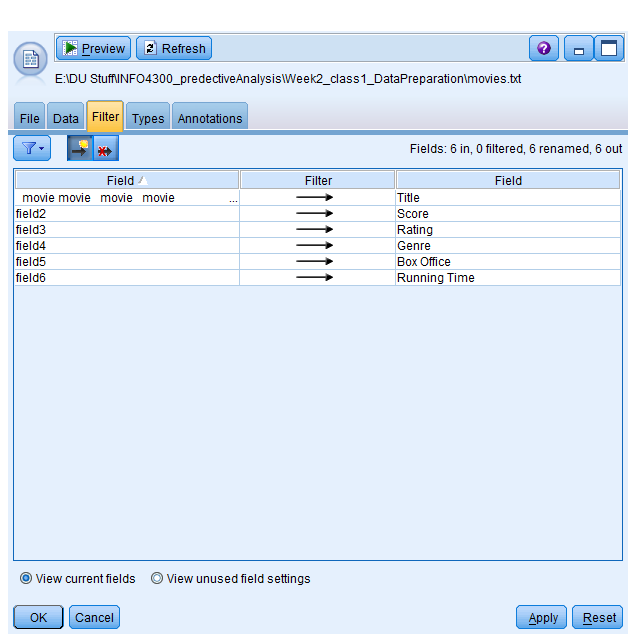 Preview Refresh ?
E:\DU Stuff\INFO4300_predectiveAnalysis\Week2_class1_DataPreparation\movies.txt
File Data Filter Types Annotations
Fields: 6 in, 0 filtered, 6 renamed, 6 out
Field Filter Field
movie movie movie movie ... Title
field2 Score
field3 Rating
field4 Genre
field5 Box Office
field6 Running Time
View current fields View unused field settings
OK Cancel Apply Reset